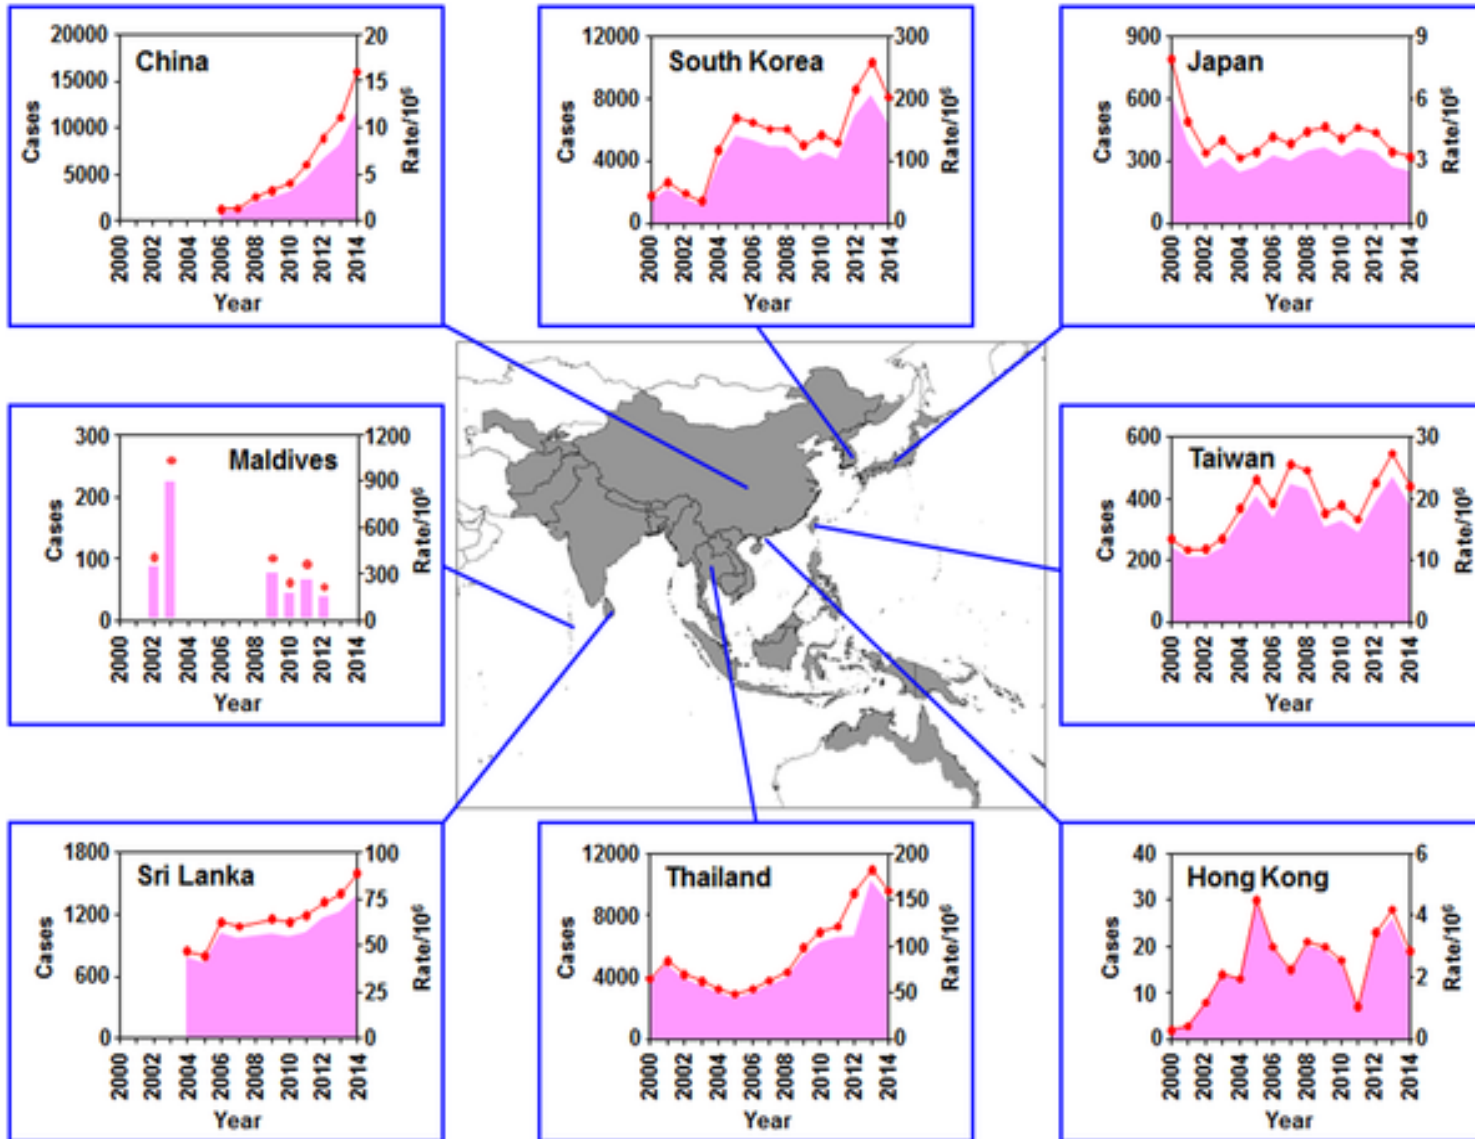 China
Cases
20000
15000
10000
5000
0
20
15
10
5
0
Rate/10⁶
2000 2002 2004 2006 2008 2010 2012 2014
Year
South Korea
Cases
12000
8000
4000
0
300
200
100
0
Rate/10⁶
2000 2002 2004 2006 2008 2010 2012 2014
Year
Japan
Cases
900
600
300
0
9
6
3
0
Rate/10⁶
2000 2002 2004 2006 2008 2010 2012 2014
Year
Maldives
Cases
300
200
100
0
1200
900
600
300
0
Rate/10⁶
2000 2002 2004 2006 2008 2010 2012 2014
Year
Taiwan
Cases
600
400
200
0
30
20
10
0
Rate/10⁶
2000 2002 2004 2006 2008 2010 2012 2014
Year
Sri Lanka
Cases
1800
1200
600
0
100
75
50
25
0
Rate/10⁶
2000 2002 2004 2006 2008 2010 2012 2014
Year
Thailand
Cases
12000
8000
4000
0
200
150
100
50
0
Rate/10⁶
2000 2002 2004 2006 2008 2010 2012 2014
Year
Hong Kong
Cases
40
30
20
10
0
6
4
2
0
Rate/10⁶
2000 2002 2004 2006 2008 2010 2012 2014
Year